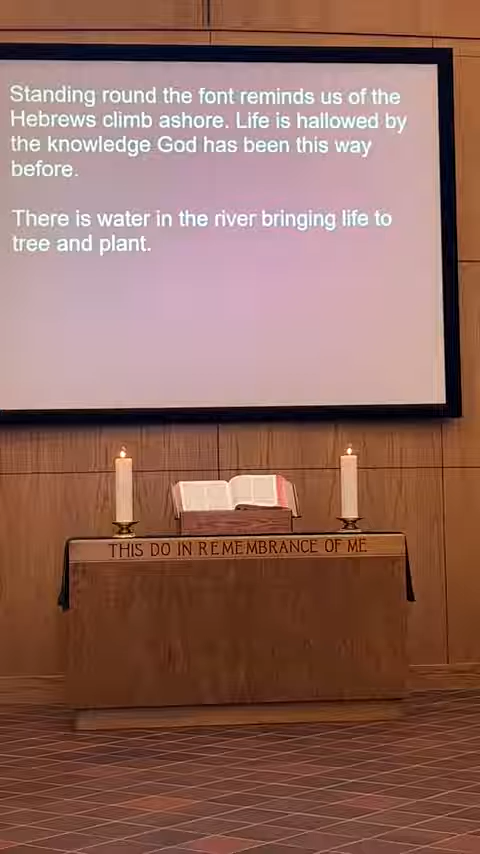 Standing round the font reminds us of the
Hebrews climb ashore. Life is hallowed by
the knowledge God has been this way
before.
There is water in the river bringing life to
tree and plant.
THIS DO IN REMEMBRANCE OF ME